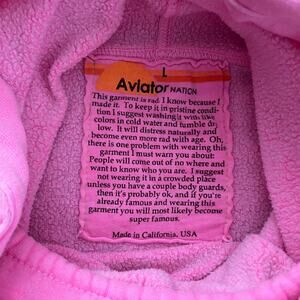 L
Aviator NATION
This garment is rad. I know because I
made it. To keep it in pristine condi-
tion I suggest washing it with like
colors in cold water and tumble dry
low. It will distress naturally and
become even more rad with age. Oh,
there is one problem with wearing this
garment I must warn you about:
People will come out of no where and
want to know who you are. I suggest
not wearing it in a crowded place
unless you have a couple body guards,
then it's probably ok, and if you're
already famous and wearing this
garment you will most likely become
super famous.
Made in California, USA